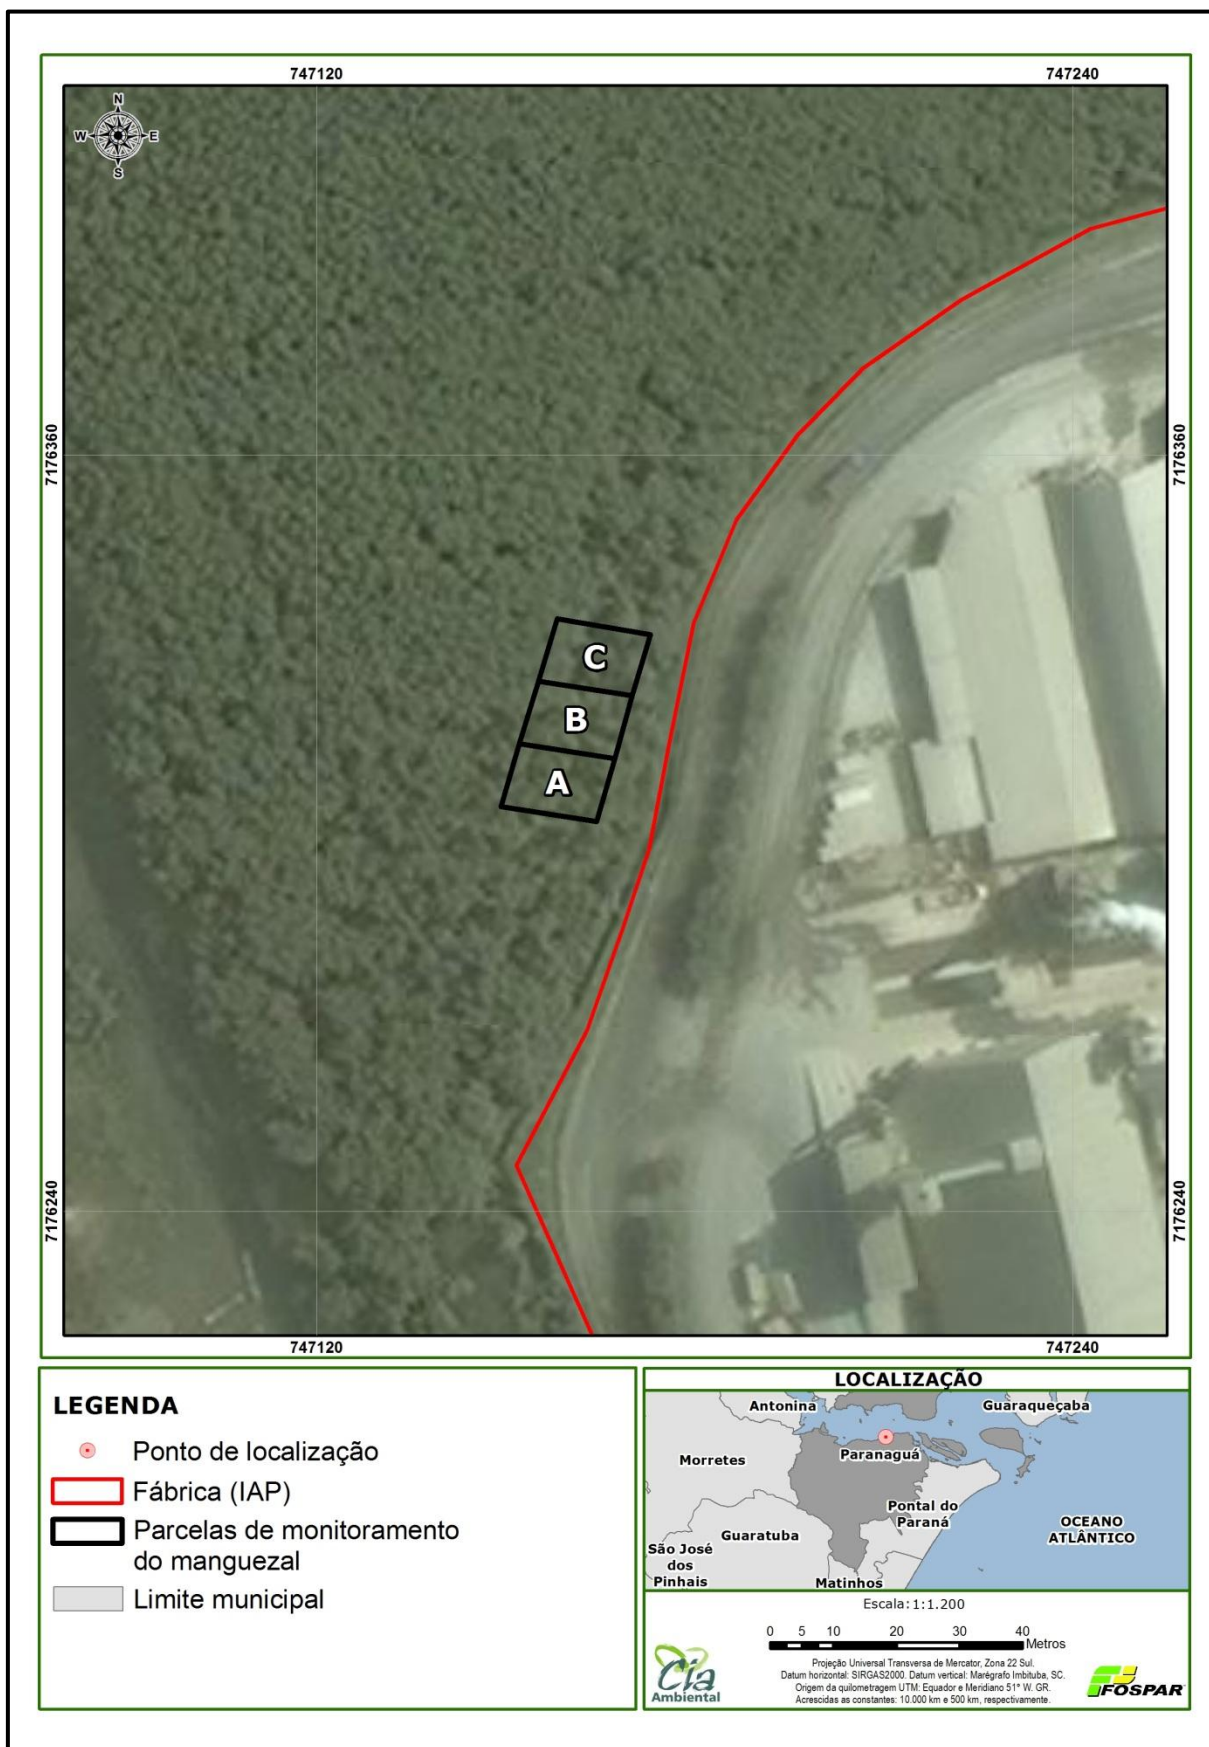 747120
747240
N
W
E
S
7176360
7176360
C
B
A
7176240
7176240
747120
747240
LEGENDA
Ponto de localização
Fábrica (IAP)
Parcelas de monitoramento
do manguezal
Limite municipal
LOCALIZAÇÃO
Antonina
Guaraqueçaba
Morretes
Paranaguá
Pontal do
Paraná
Guaratuba
OCEANO
ATLÂNTICO
São José
dos
Pinhais
Matinhos
Escala: 1:1.200
0 5 10 20 30 40
Metros
Projeção Universal Transversa de Mercator, Zona 22 Sul.
Datum horizontal: SIRGAS2000. Datum vertical: Marégrafo Imbituba, SC.
Origem da quilometragem UTM: Equador e Meridiano 51° W. GR.
Acrescidas as constantes: 10.000 km e 500 km, respectivamente.
Cia
Ambiental
FOSPAR